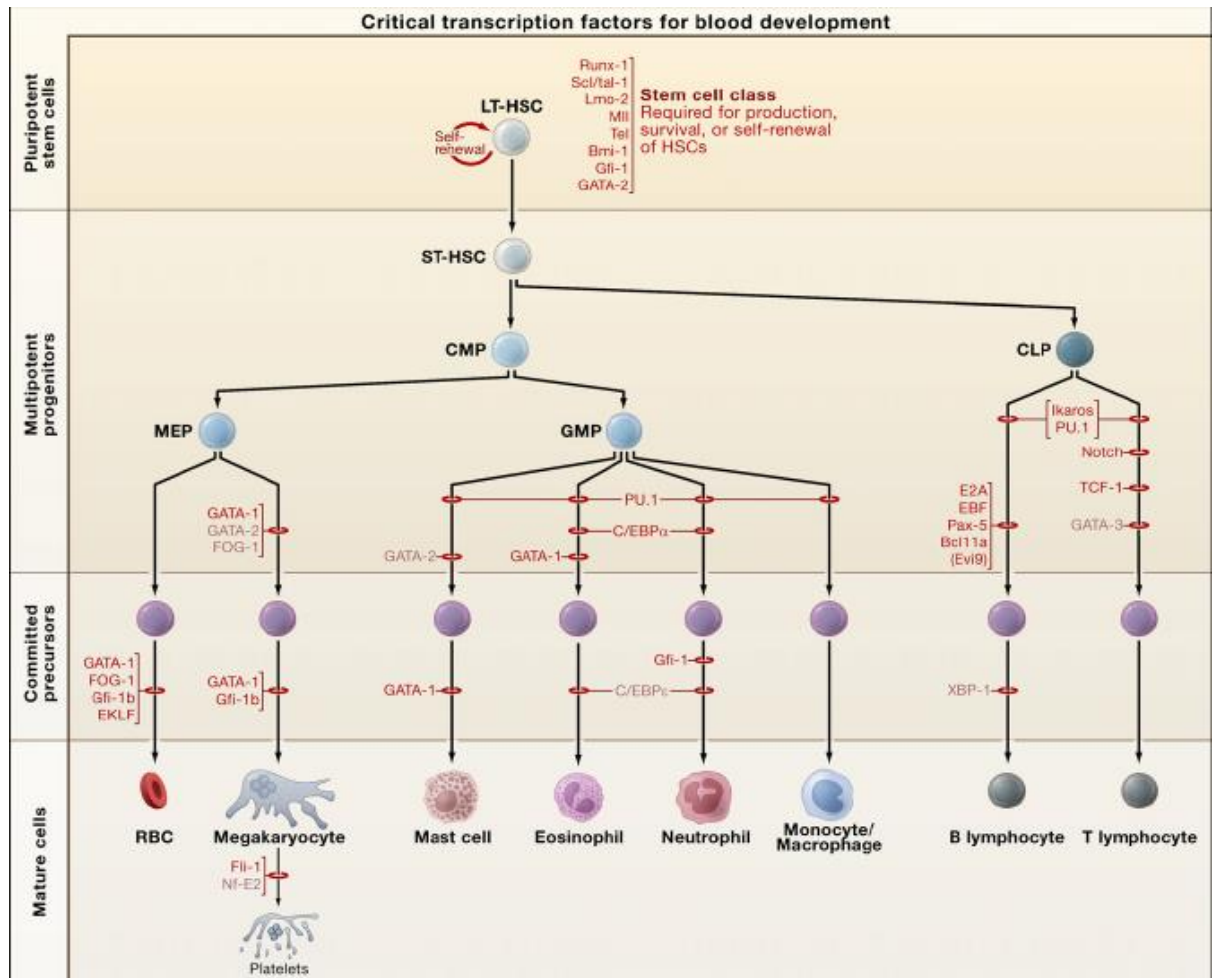 Critical transcription factors for blood development
Pluripotent
stem cells
LT-HSC
Self-
renewal
Runx-1
Scl/tal-1
Lmo-2
Mll
Tel
Bmi-1
Gfi-1
GATA-2
Stem cell class
Required for production,
survival, or self-renewal
of HSCs
Multipotent
progenitors
ST-HSC
CMP
CLP
MEP
GMP
Ikaros
PU.1
Notch
TCF-1
GATA-3
E2A
EBF
Pax-5
Bcl11a
(Evi9)
GATA-1
GATA-2
FOG-1
PU.1
C/EBPα
GATA-2
GATA-1
Committed
precursors
GATA-1
FOG-1
Gfi-1b
EKLF
GATA-1
Gfi-1b
GATA-1
Gfi-1
C/EBPε
XBP-1
Mature cells
RBC
Megakaryocyte
Mast cell
Eosinophil
Neutrophil
Monocyte/
Macrophage
B lymphocyte
T lymphocyte
Fli-1
Nf-E2
Platelets